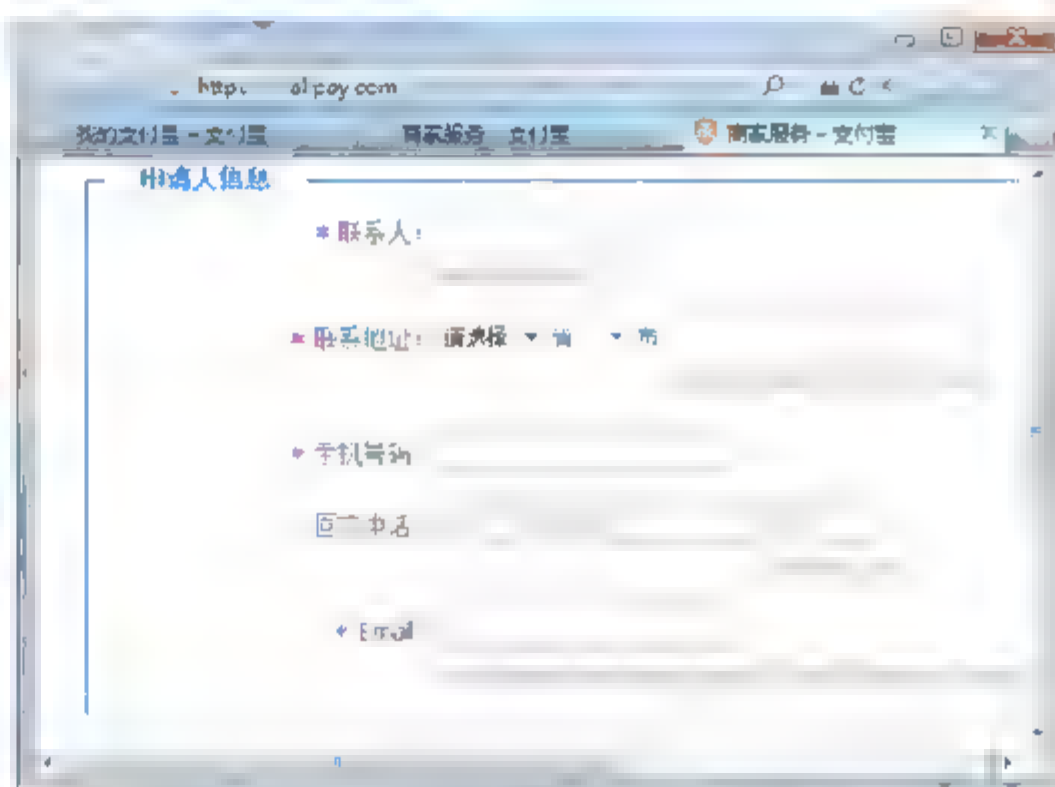 alipay.com
我的支付宝 - 支付宝 商家服务 - 支付宝 商家服务 - 支付宝
申请人信息
* 联系人：
* 联系地址： 请选择 省 市
* 手机号码
固定电话
* Email